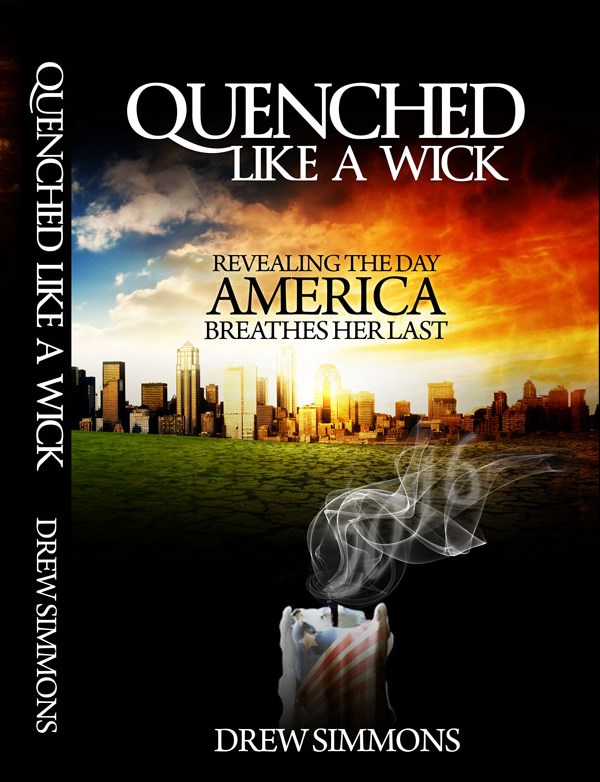 QUENCHED LIKE A WICK DREW SIMMONS
QUENCHED
LIKE A WICK
REVEALING THE DAY
AMERICA
BREATHES HER LAST
DREW SIMMONS